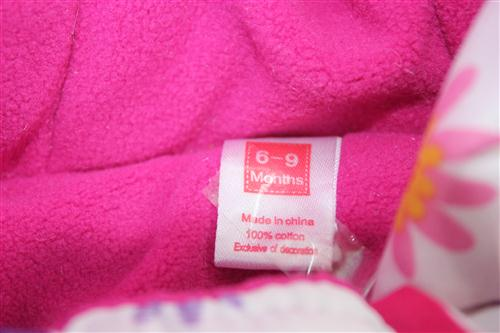 6-9
Months
Made in china
100% cotton
Exclusive of decoration